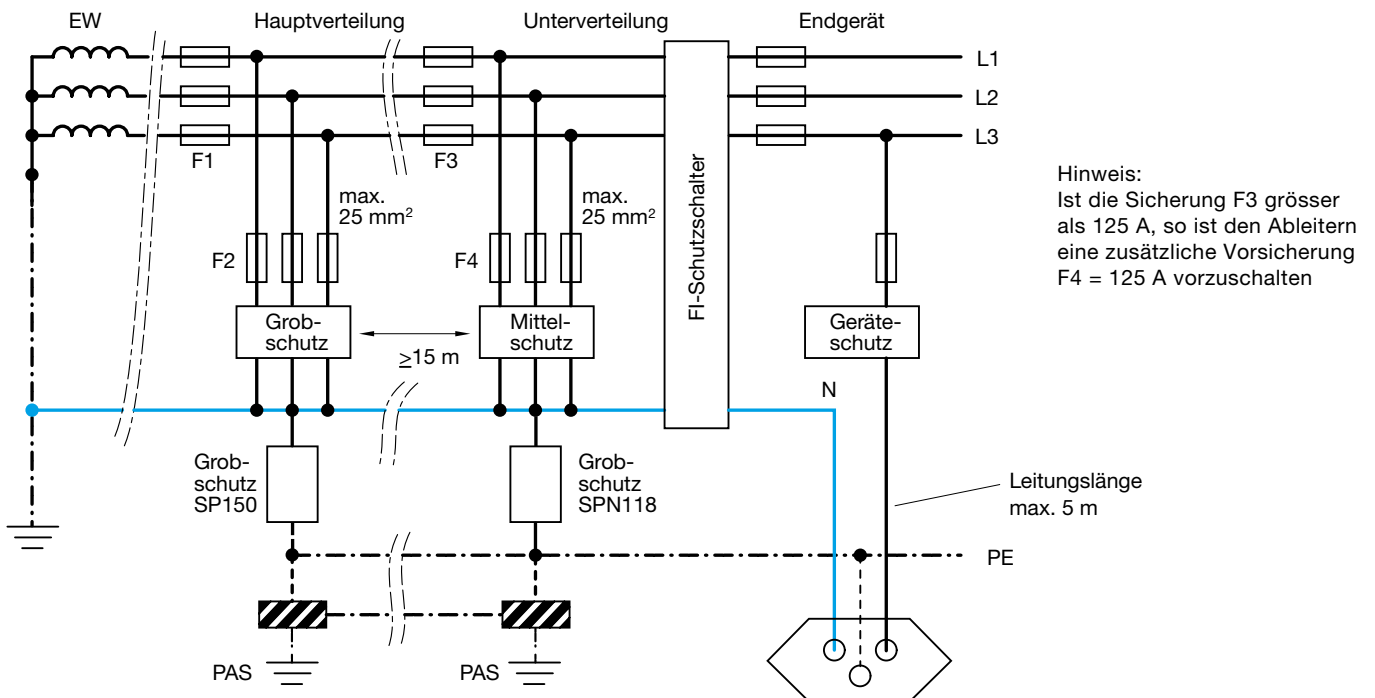 EW Hauptverteilung Unterverteilung Endgerät
L1
L2
L3
F1
F3
max.
25 mm²
max.
25 mm²
F2
F4
FI-Schutzschalter
Hinweis:
Ist die Sicherung F3 grösser
als 125 A, so ist den Ableitern
eine zusätzliche Vorsicherung
F4 = 125 A vorzuschalten
Grob-
schutz
≥15 m
Mittel-
schutz
Geräte-
schutz
N
Grob-
schutz
SP150
Grob-
schutz
SPN118
Leitungslänge
max. 5 m
PE
PAS
PAS